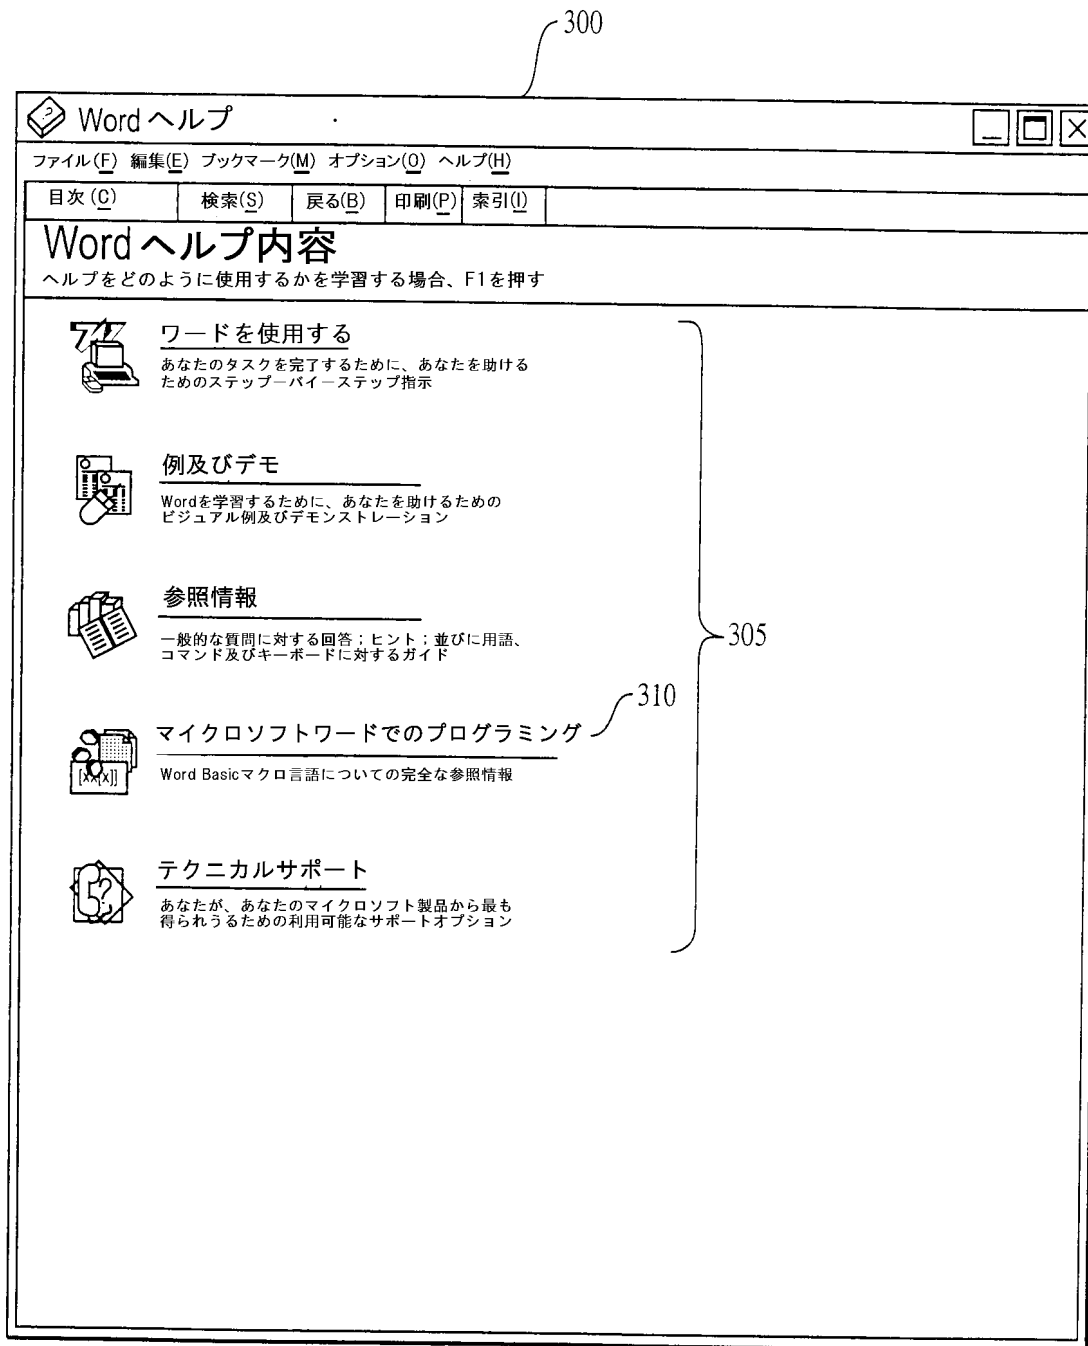 300
Word ヘルプ
ファイル(F) 編集(E) ブックマーク(M) オプション(O) ヘルプ(H)
目次(C) 検索(S) 戻る(B) 印刷(P) 索引(I)
Word ヘルプ内容
ヘルプをどのように使用するかを学習する場合、F1を押す
ワードを使用する
あなたのタスクを完了するために、あなたを助ける
ためのステップーバイーステップ指示
例及びデモ
Wordを学習するために、あなたを助けるための
ビジュアル例及びデモンストレーション
参照情報
一般的な質問に対する回答；ヒント；並びに用語、
コマンド及びキーボードに対するガイド
305
310
マイクロソフトワードでのプログラミング
[xx[x]]
Word Basicマクロ言語についての完全な参照情報
テクニカルサポート
あなたが、あなたのマイクロソフト製品から最も
得られうるための利用可能なサポートオプション